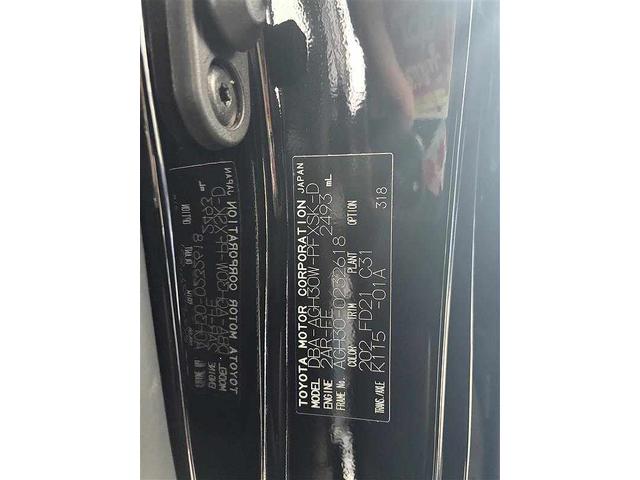 TOYOTA MOTOR CORPORATION JAPAN
MODEL DBA-AGH30W-PFXSK-D
ENGINE 2AR-FE 2493 mL
FRAME No. AGH30-0232618
COLOR TRIM PLANT OPTION
202 FD21 C31
TRANS./AXLE K115 -01A 318